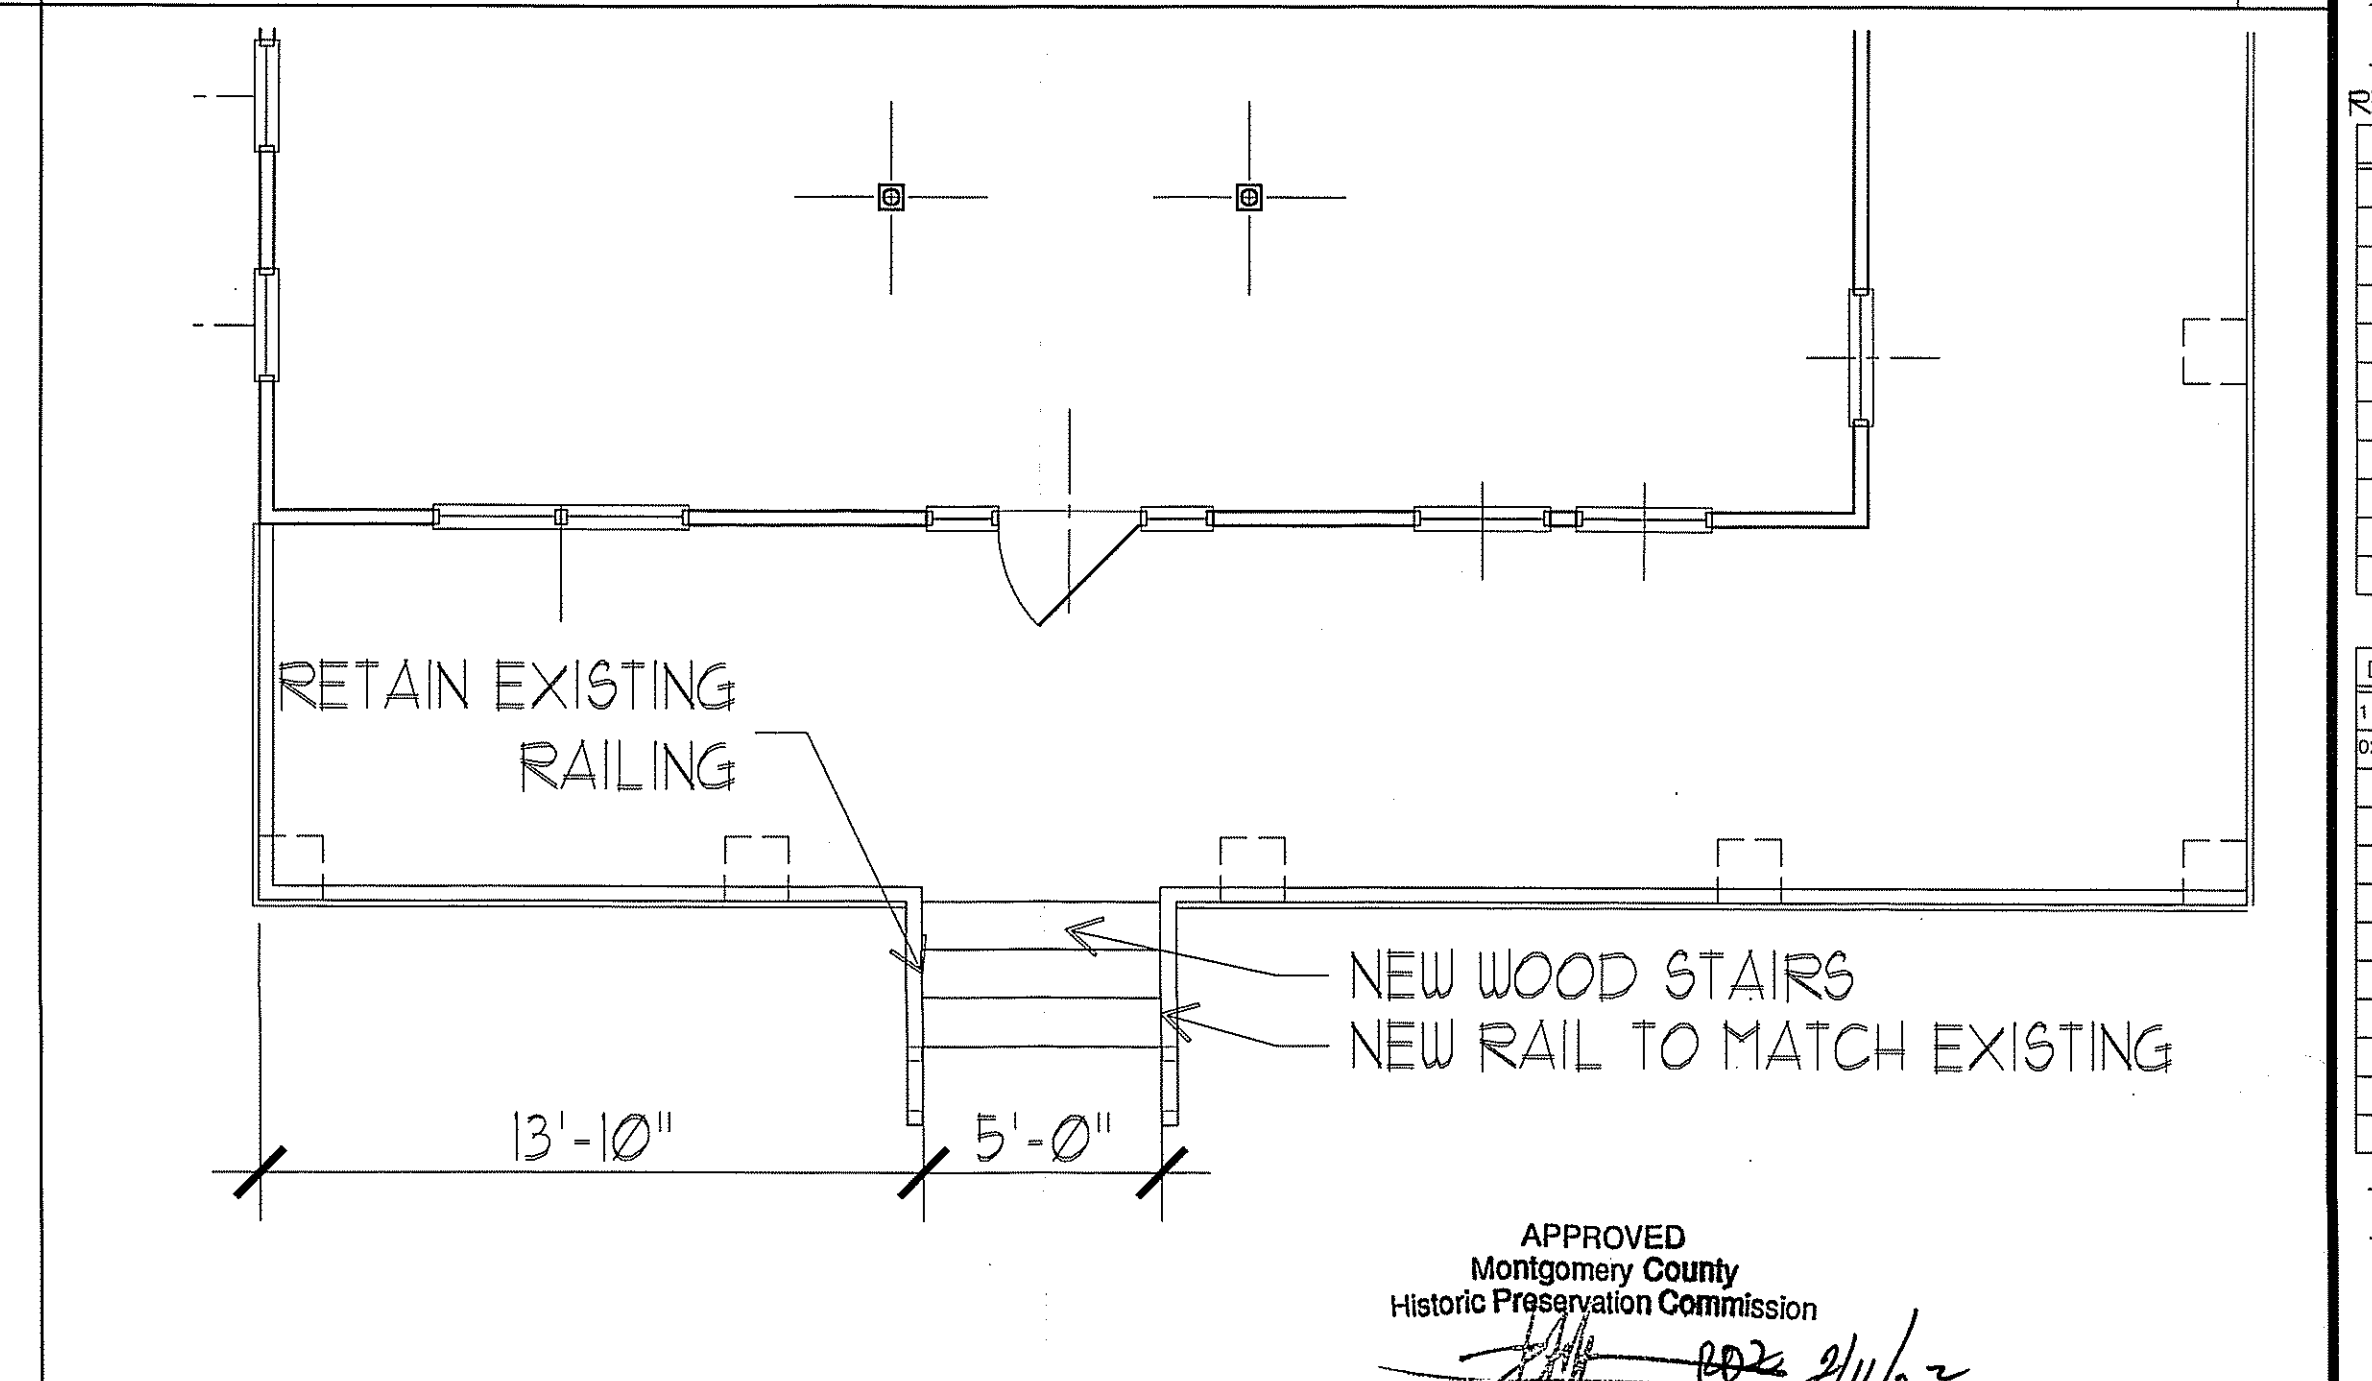 RETAIN EXISTING
RAILING
NEW WOOD STAIRS
NEW RAIL TO MATCH EXISTING
13'-10"
5'-0"
APPROVED
Montgomery County
Historic Preservation Commission